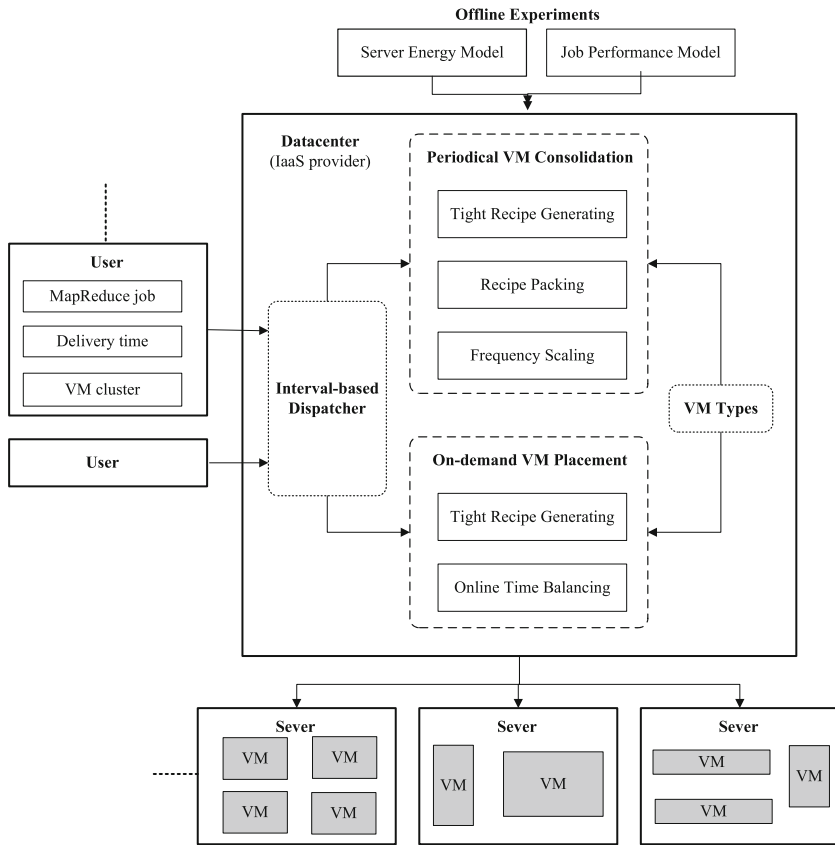 Offline Experiments
Server Energy Model
Job Performance Model
Datacenter
(IaaS provider)
Periodical VM Consolidation
Tight Recipe Generating
Recipe Packing
Frequency Scaling
User
MapReduce job
Delivery time
VM cluster
User
Interval-based
Dispatcher
VM Types
On-demand VM Placement
Tight Recipe Generating
Online Time Balancing
Sever
VM
VM
VM
VM
Sever
VM
VM
Sever
VM
VM
VM